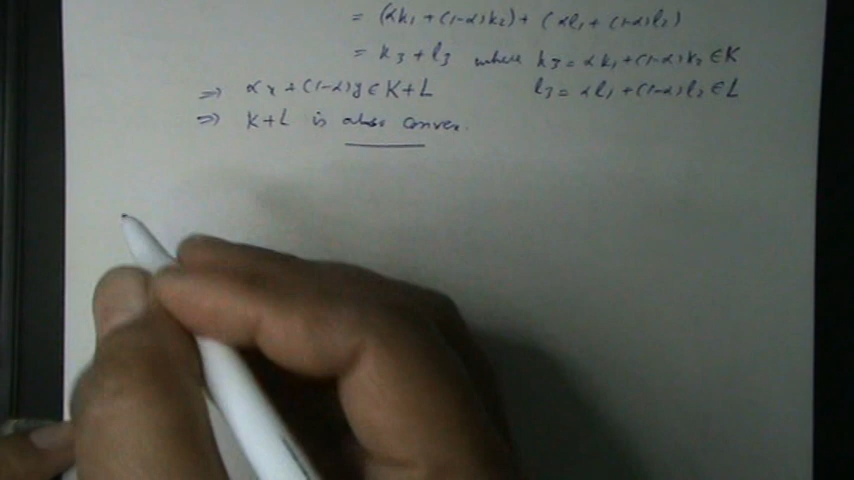 = (αk₁ + (1-α)k₂) + (αl₁ + (1-α)l₂)
= k₃ + l₃ where k₃ = αk₁ + (1-α)k₂ ∈ K
⇒ αx + (1-α)y ∈ K+L l₃ = αl₁ + (1-α)l₂ ∈ L
⇒ K+L is also convex.